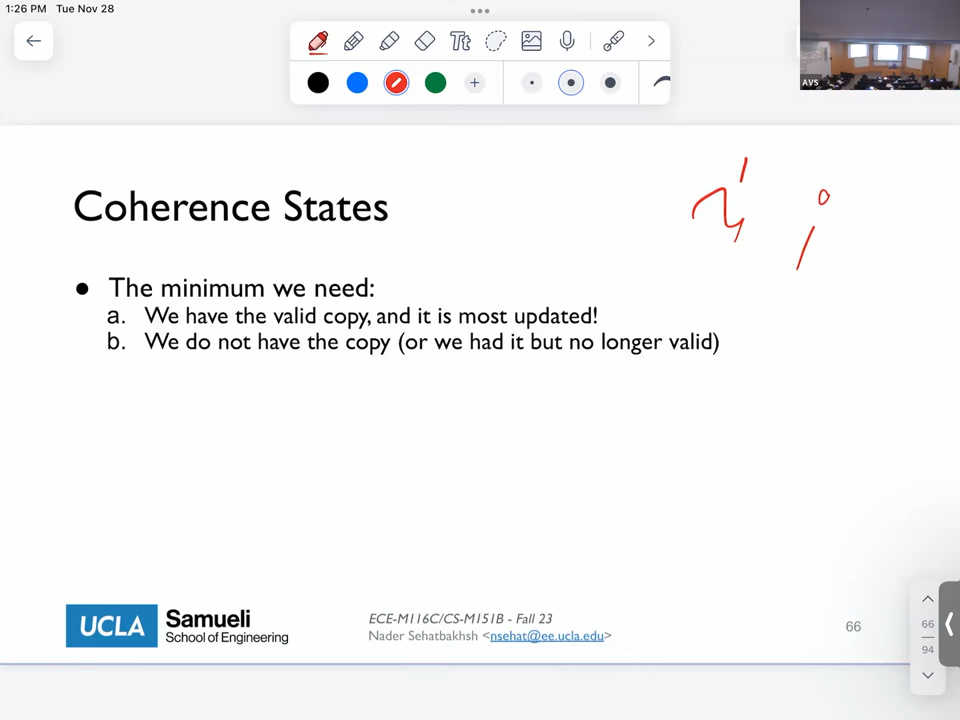 1:26 PM Tue Nov 28
Tt
AVS
Coherence States
● The minimum we need:
a. We have the valid copy, and it is most updated!
b. We do not have the copy (or we had it but no longer valid)
UCLA Samueli
School of Engineering
ECE-M116C/CS-M151B - Fall 23
Nader Sehatbakhsh <nsehat@ee.ucla.edu>
66
66
94